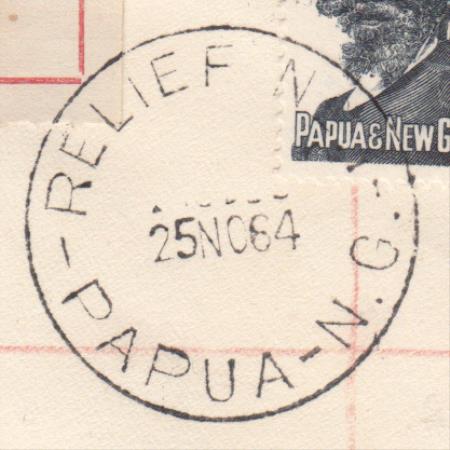 -RELIEF N
PAPUA & NEW G
25NO64
PAPUA-N.G.-